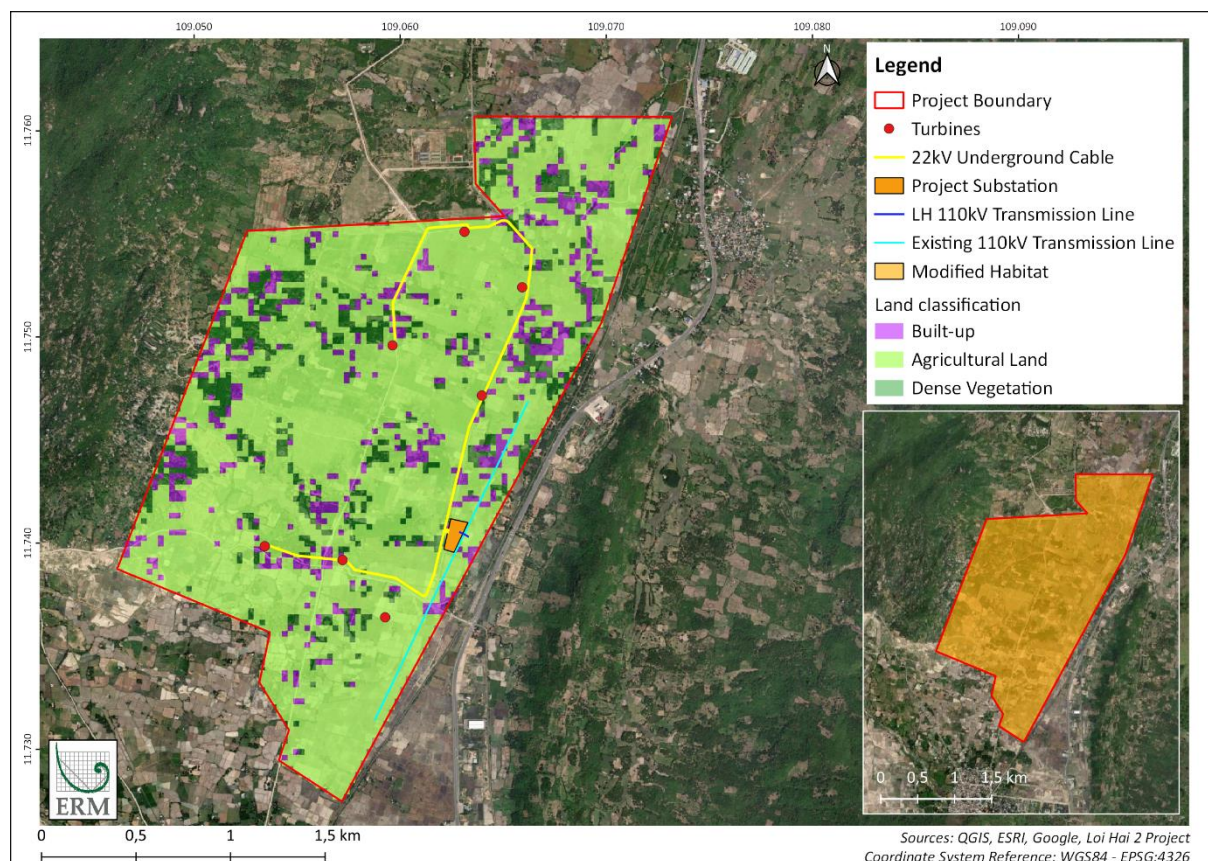 109.050 109.060 109.070 109.080 109.090
11.760
11.750
11.740
11.730
N
Legend
Project Boundary
Turbines
22kV Underground Cable
Project Substation
LH 110kV Transmission Line
Existing 110kV Transmission Line
Modified Habitat
Land classification
Built-up
Agricultural Land
Dense Vegetation
0 0,5 1 1,5 km
ERM
0 0,5 1 1,5 km
Sources: QGIS, ESRI, Google, Loi Hai 2 Project
Coordinate System Reference: WGS84 - EPSG:4326